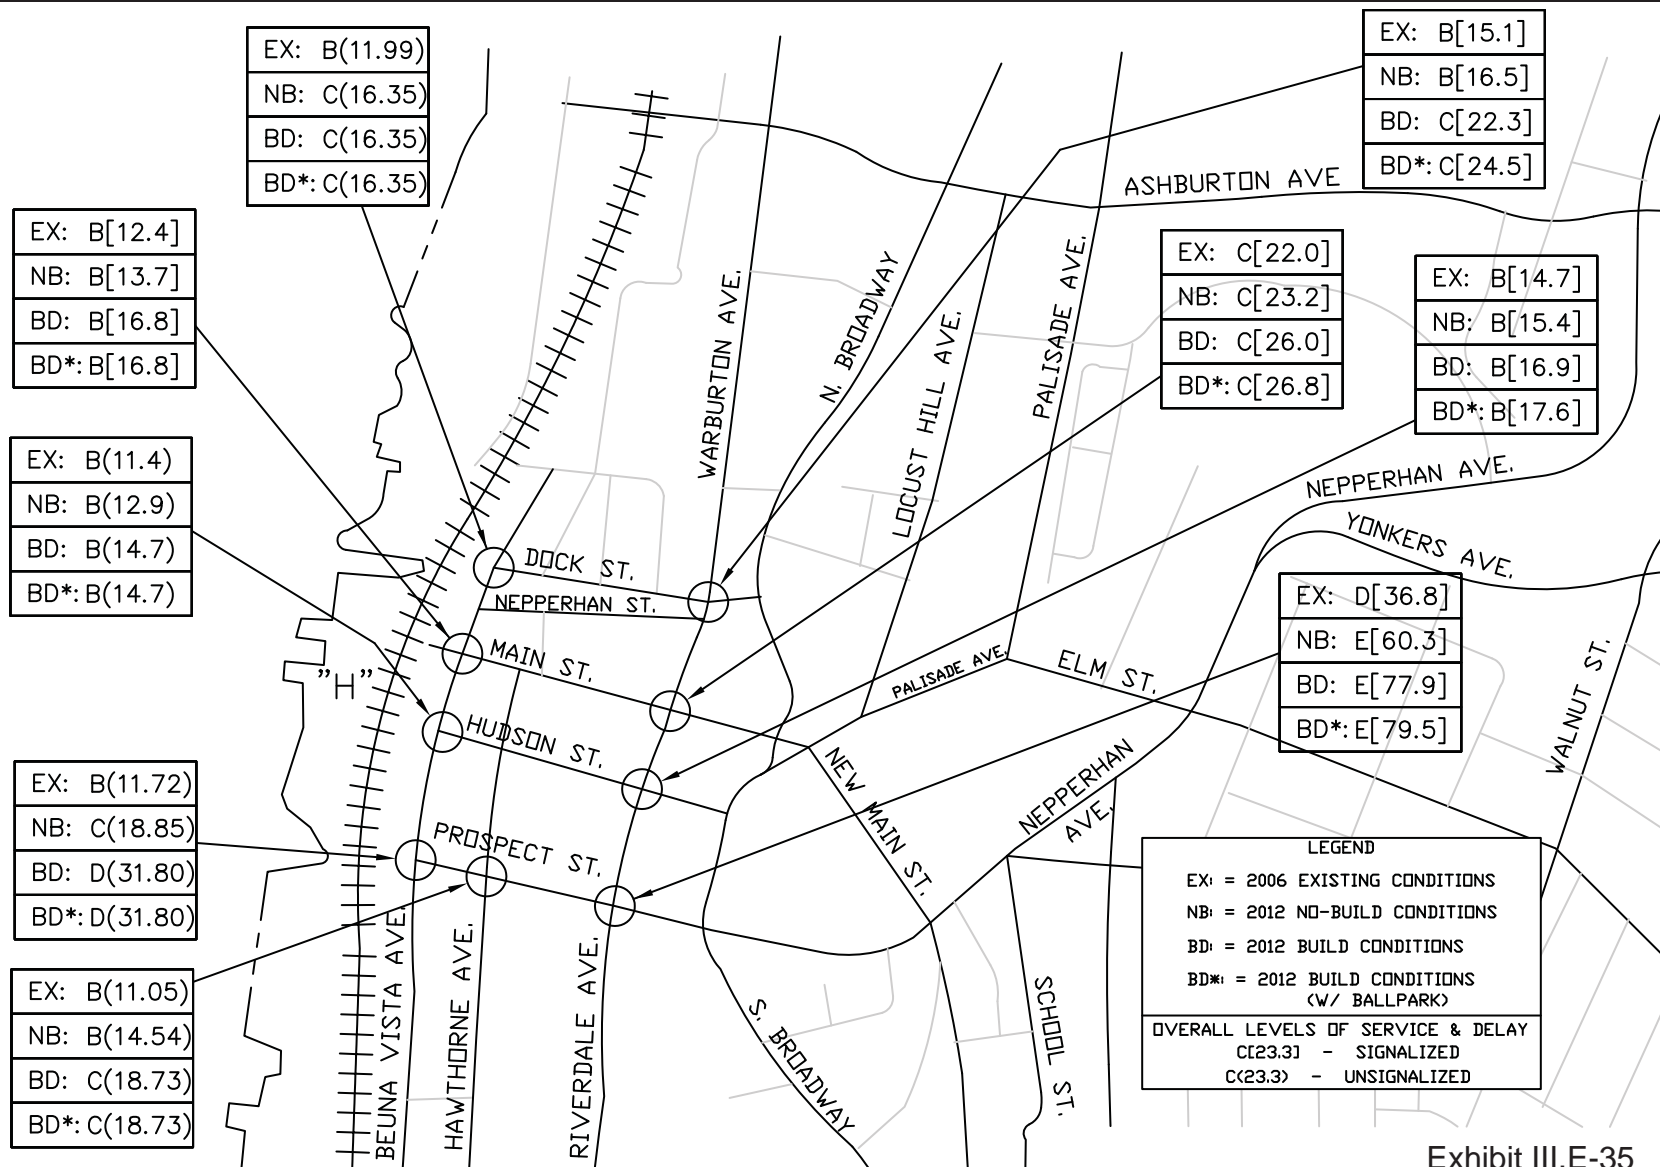 EX: B(11.99)
NB: C(16.35)
BD: C(16.35)
BD*: C(16.35)
EX: B[15.1]
NB: B[16.5]
BD: C[22.3]
BD*: C[24.5]
EX: B[12.4]
NB: B[13.7]
BD: B[16.8]
BD*: B[16.8]
EX: C[22.0]
NB: C[23.2]
BD: C[26.0]
BD*: C[26.8]
EX: B[14.7]
NB: B[15.4]
BD: B[16.9]
BD*: B[17.6]
EX: B(11.4)
NB: B(12.9)
BD: B(14.7)
BD*: B(14.7)
EX: D[36.8]
NB: E[60.3]
BD: E[77.9]
BD*: E[79.5]
EX: B(11.72)
NB: C(18.85)
BD: D(31.80)
BD*: D(31.80)
EX: B(11.05)
NB: B(14.54)
BD: C(18.73)
BD*: C(18.73)
ASHBURTON AVE
WARBURTON AVE.
N. BROADWAY
LOCUST HILL AVE.
PALISADE AVE.
NEPPERHAN AVE.
YONKERS AVE.
DOCK ST.
NEPPERHAN ST.
MAIN ST.
"H"
HUDSON ST.
PALISADE AVE.
ELM ST.
WALNUT ST.
NEW MAIN ST.
NEPPERHAN
AVE.
PROSPECT ST.
BEUNA VISTA AVE.
HAWTHORNE AVE.
RIVERDALE AVE.
S. BROADWAY
SCHOOL ST.
LEGEND
EX: = 2006 EXISTING CONDITIONS
NB: = 2012 NO-BUILD CONDITIONS
BD: = 2012 BUILD CONDITIONS
BD*: = 2012 BUILD CONDITIONS
(W/ BALLPARK)
OVERALL LEVELS OF SERVICE & DELAY
C[23.3] - SIGNALIZED
C(23.3) - UNSIGNALIZED
Exhibit III.E-35